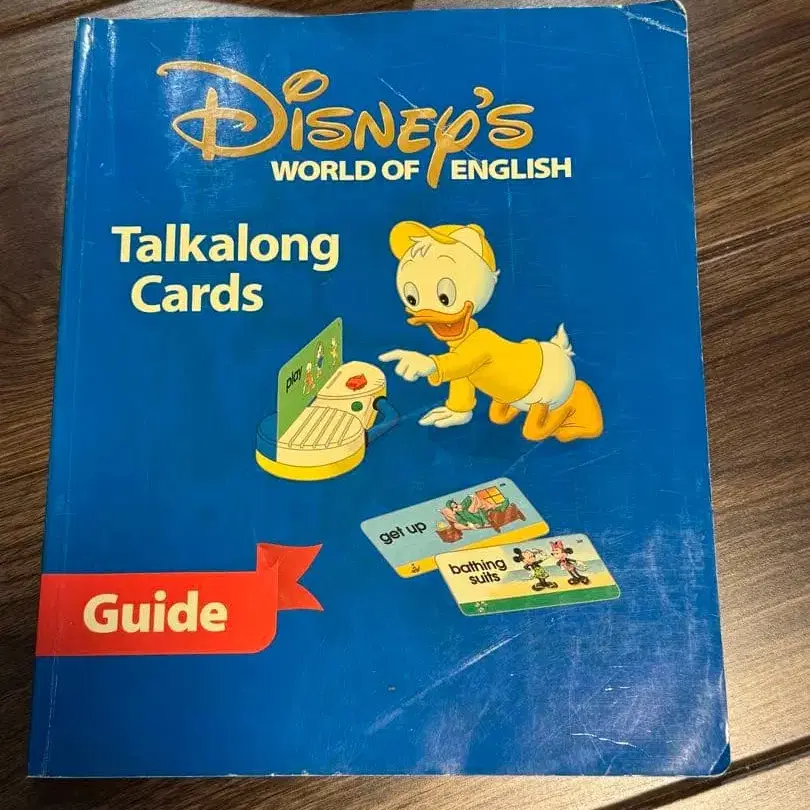 DISNEY'S
WORLD OF ENGLISH
Talkalong
Cards
play
get up
bathing
suits
Guide